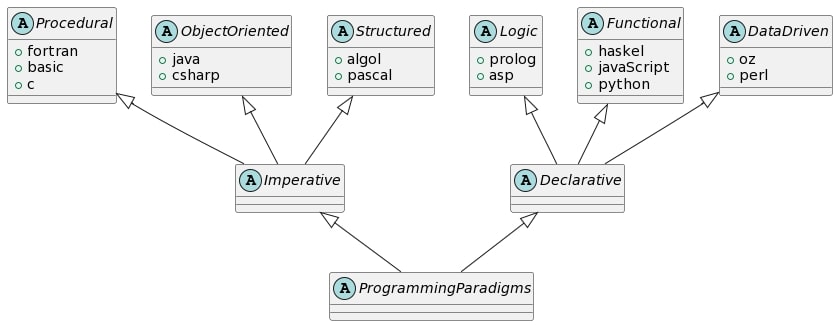 A Procedural
+ fortran
+ basic
+ c
A ObjectOriented
java
csharp
A Structured
algol
pascal
A Logic
prolog
asp
A Functional
haskel
javaScript
python
A DataDriven
oz
perl
A Imperative
A Declarative
A ProgrammingParadigms